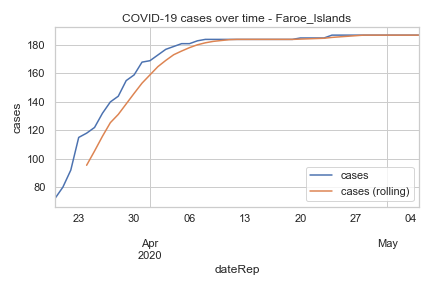 COVID-19 cases over time - Faroe_Islands
cases
180
160
140
120
100
80
cases
cases (rolling)
23
30
06
13
20
27
04
Apr
2020
May
dateRep